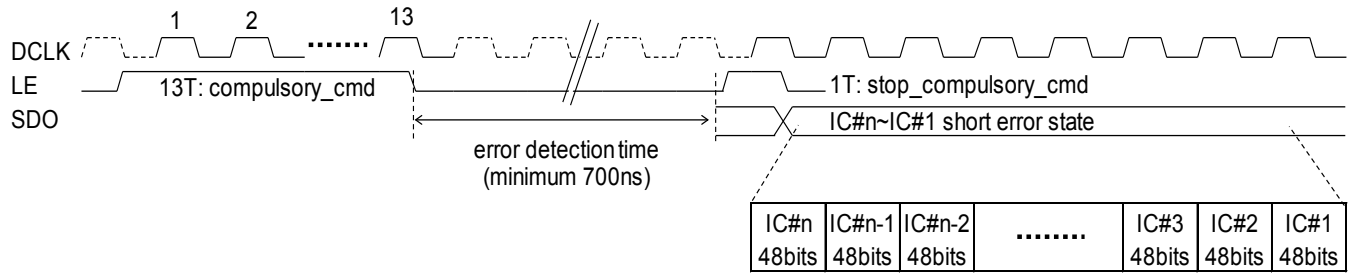 1 2 ........ 13
DCLK
LE 13T: compulsory_cmd 1T: stop_compulsory_cmd
SDO IC#n~IC#1 short error state
error detection time
(minimum 700ns)
IC#n IC#n-1 IC#n-2 ......... IC#3 IC#2 IC#1
48bits 48bits 48bits 48bits 48bits 48bits